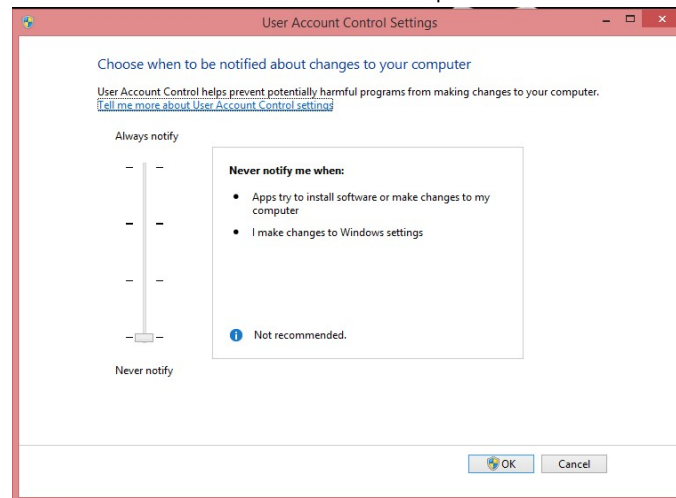 User Account Control Settings
Choose when to be notified about changes to your computer
User Account Control helps prevent potentially harmful programs from making changes to your computer.
Tell me more about User Account Control settings
Always notify
Never notify me when:
• Apps try to install software or make changes to my
computer
• I make changes to Windows settings
Not recommended.
Never notify
OK Cancel